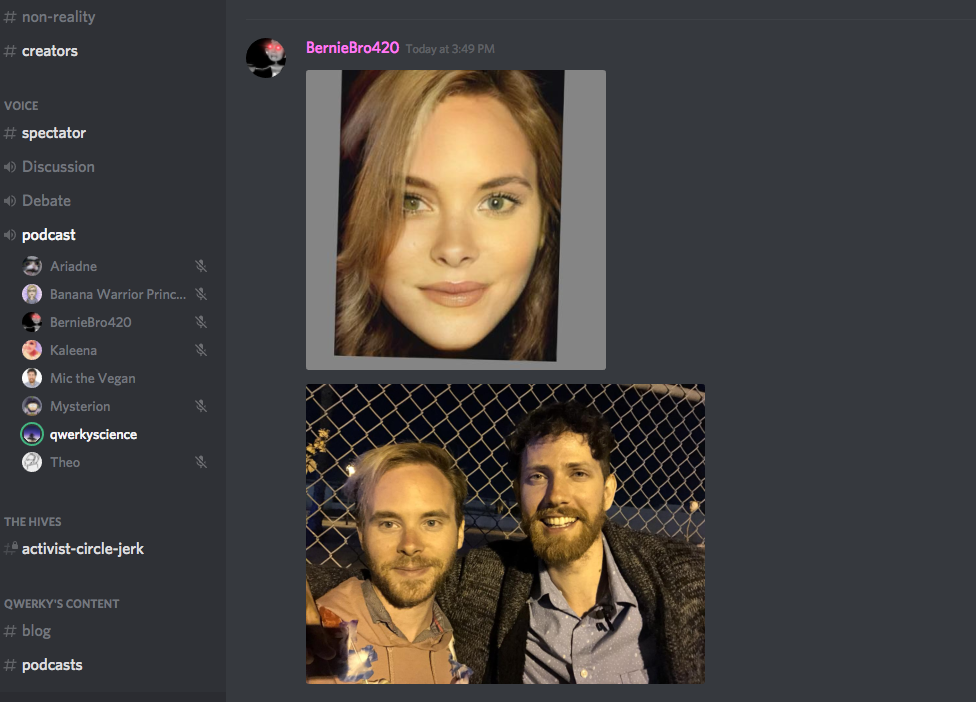 # non-reality
# creators
VOICE
# spectator
Discussion
Debate
podcast
Ariadne
Banana Warrior Princ...
BernieBro420
Kaleena
Mic the Vegan
Mysterion
qwerkyscience
Theo
THE HIVES
# activist-circle-jerk
QWERKY'S CONTENT
# blog
# podcasts
BernieBro420 Today at 3:49 PM